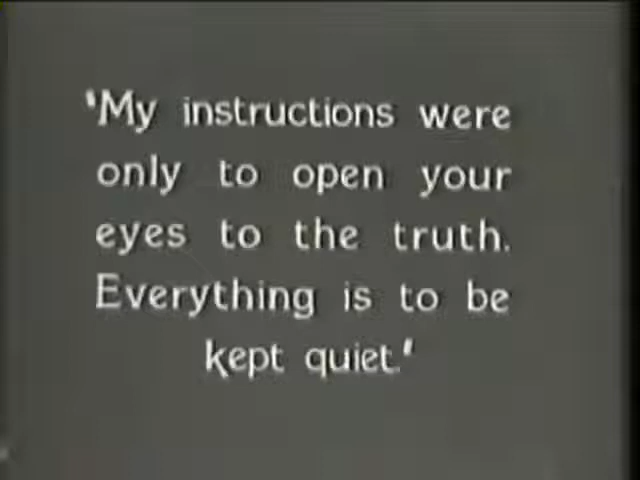 'My instructions were
only to open your
eyes to the truth.
Everything is to be
kept quiet.'